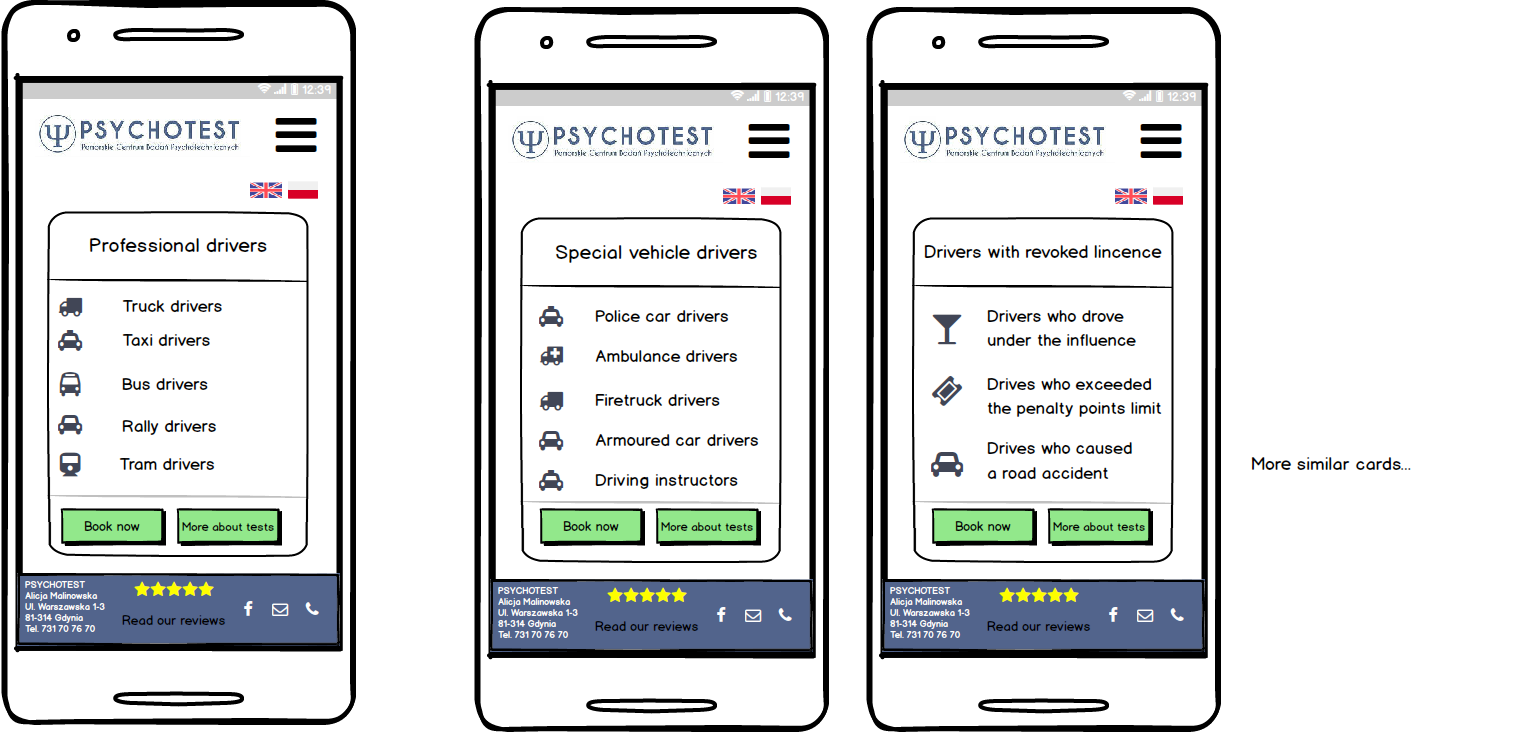 12:39
Ψ PSYCHOTEST
Pomorskie Centrum Badań Psychotechnicznych
Professional drivers
Truck drivers
Taxi drivers
Bus drivers
Rally drivers
Tram drivers
Book now
More about tests
PSYCHOTEST
Alicja Malinowska
Ul. Warszawska 1-3
81-314 Gdynia
Tel. 731 70 76 70
Read our reviews
12:39
Ψ PSYCHOTEST
Pomorskie Centrum Badań Psychotechnicznych
Special vehicle drivers
Police car drivers
Ambulance drivers
Firetruck drivers
Armoured car drivers
Driving instructors
Book now
More about tests
PSYCHOTEST
Alicja Malinowska
Ul. Warszawska 1-3
81-314 Gdynia
Tel. 731 70 76 70
Read our reviews
12:39
Ψ PSYCHOTEST
Pomorskie Centrum Badań Psychotechnicznych
Drivers with revoked lincence
Drivers who drove
under the influence
Drives who exceeded
the penalty points limit
Drives who caused
a road accident
Book now
More about tests
PSYCHOTEST
Alicja Malinowska
Ul. Warszawska 1-3
81-314 Gdynia
Tel. 731 70 76 70
Read our reviews
More similar cards...